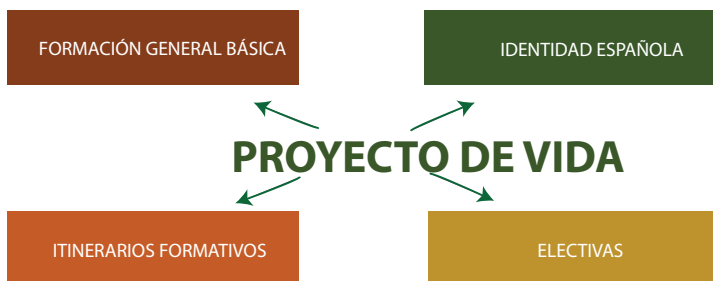 FORMACIÓN GENERAL BÁSICA
IDENTIDAD ESPAÑOLA
PROYECTO DE VIDA
ITINERARIOS FORMATIVOS
ELECTIVAS